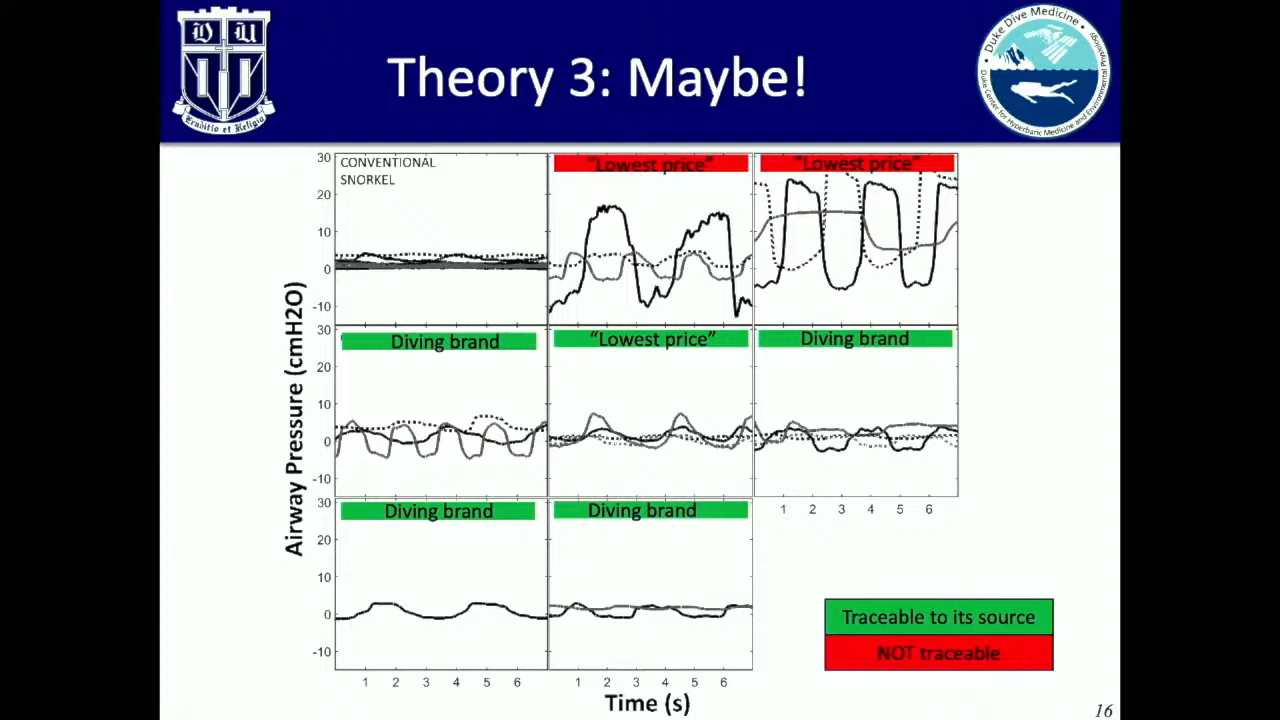 D U
Eruditio et Religio
Theory 3: Maybe!
Duke Dive Medicine
Duke Center for Hyperbaric Medicine and Environmental Physiology
CONVENTIONAL
SNORKEL
"Lowest price"
"Lowest price"
30
20
10
0
-10
Diving brand
“Lowest price”
Diving brand
30
20
10
0
-10
1 2 3 4 5 6
Diving brand
Diving brand
30
20
10
0
-10
1 2 3 4 5 6
1 2 3 4 5 6
Airway Pressure (cmH2O)
Time (s)
Traceable to its source
NOT traceable
16